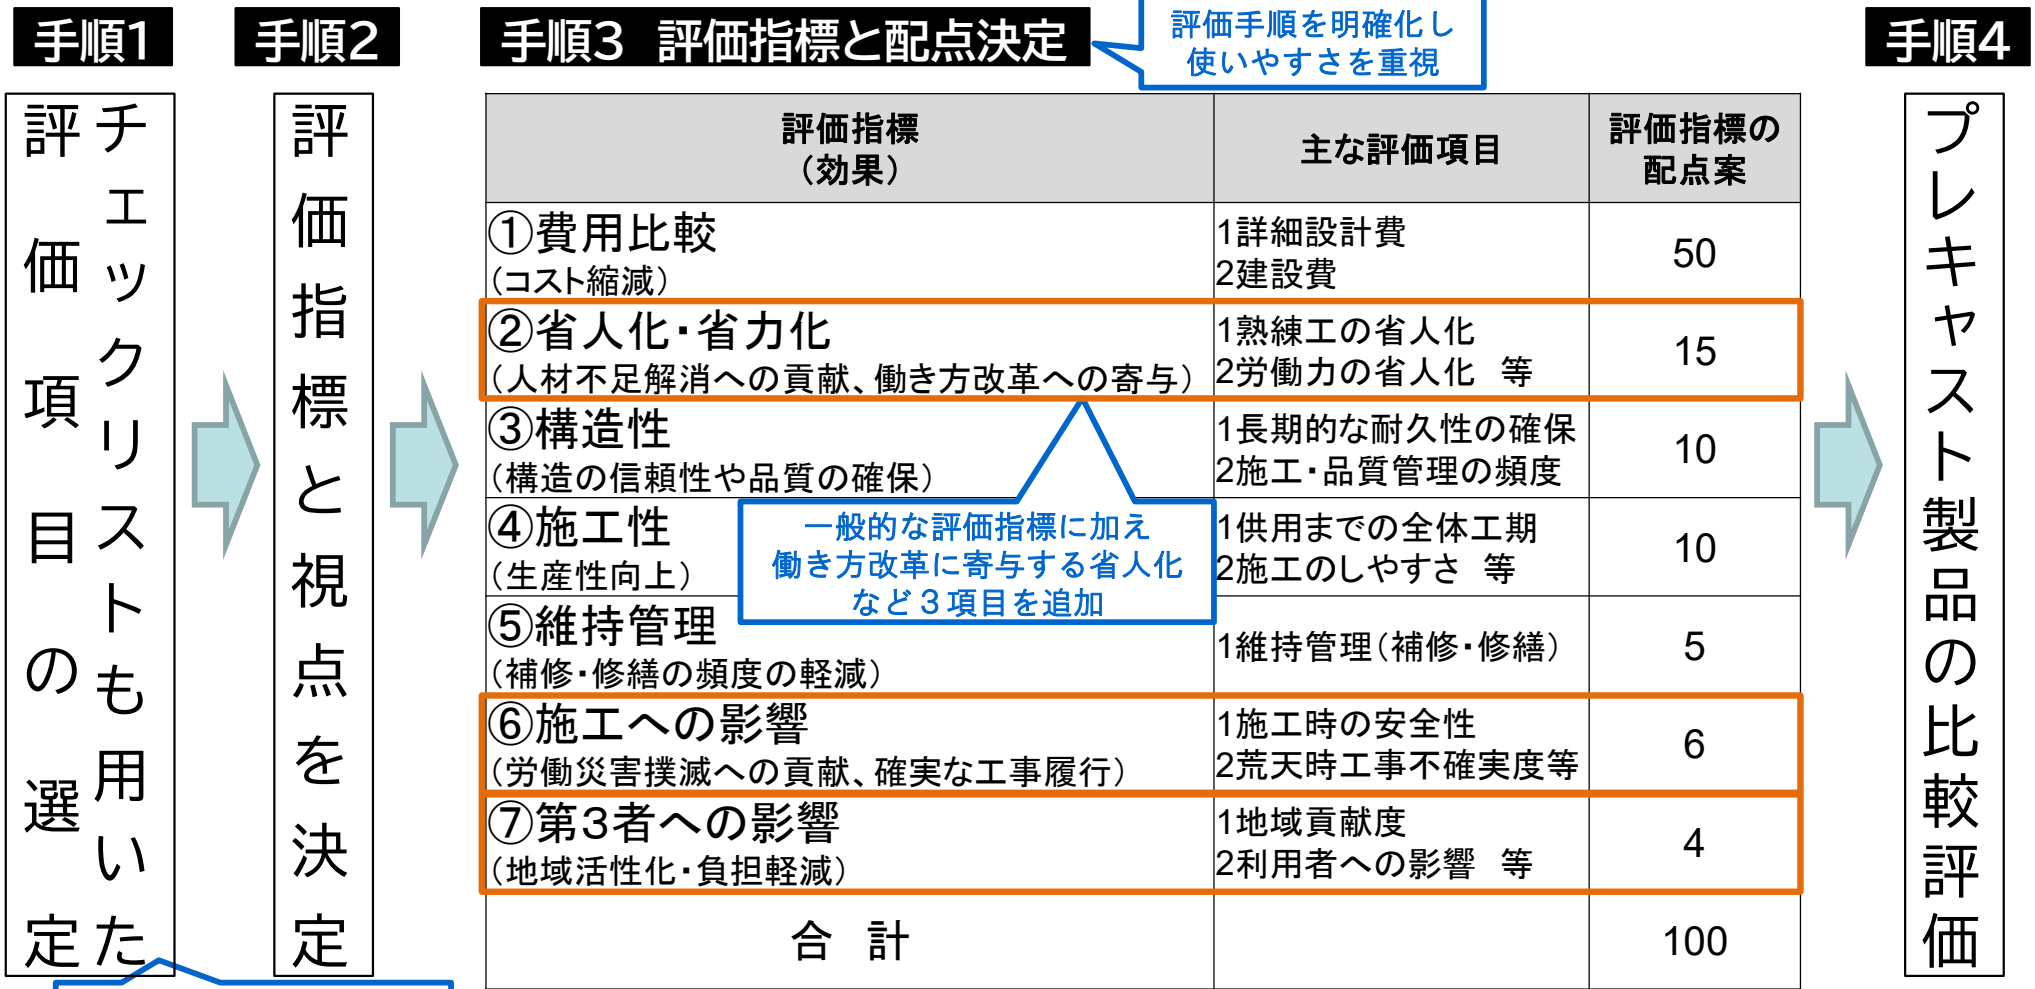 手順1
チェックリストも用いた
評価項目の選定
手順2
評価指標と視点を決定
手順3　評価指標と配点決定
評価手順を明確化し
使いやすさを重視
評価指標
（効果）
主な評価項目
評価指標の
配点案
①費用比較
（コスト縮減）
1詳細設計費
2建設費
50
②省人化・省力化
（人材不足解消への貢献、働き方改革への寄与）
1熟練工の省人化
2労働力の省人化　等
15
③構造性
（構造の信頼性や品質の確保）
1長期的な耐久性の確保
2施工・品質管理の頻度
10
④施工性
（生産性向上）
1供用までの全体工期
2施工のしやすさ　等
10
一般的な評価指標に加え
働き方改革に寄与する省人化
など３項目を追加
⑤維持管理
（補修・修繕の頻度の軽減）
1維持管理（補修・修繕）
5
⑥施工への影響
（労働災害撲滅への貢献、確実な工事履行）
1施工時の安全性
2荒天時工事不確実度等
6
⑦第3者への影響
（地域活性化・負担軽減）
1地域貢献度
2利用者への影響　等
4
合　計
100
手順4
プレキャスト製品の比較評価